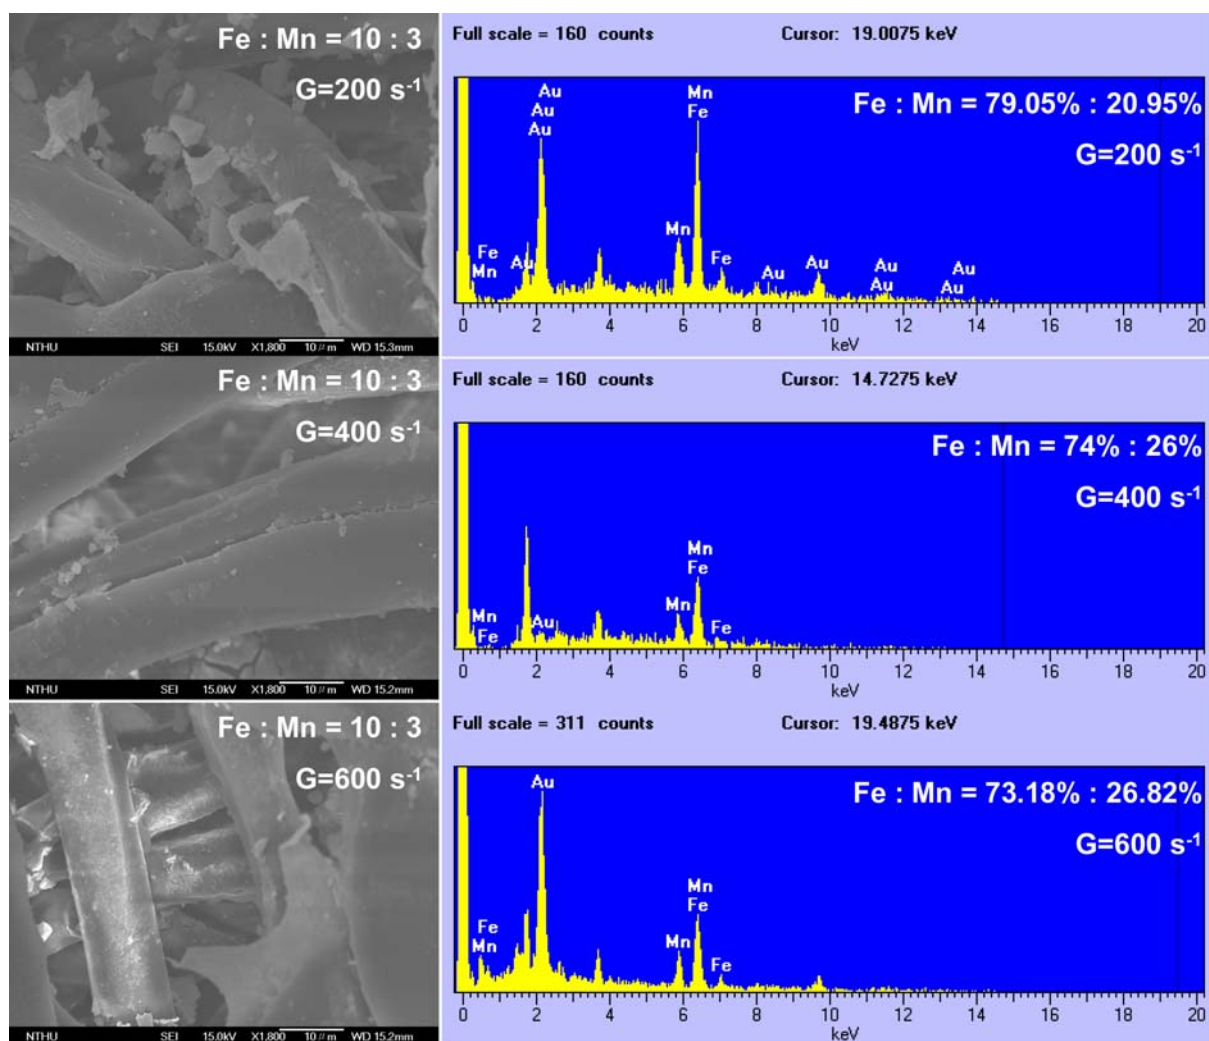 Fe : Mn = 10 : 3
G=200 s-1
NTHU SEI 15.0kV X1,800 10μm WD 15.3mm
Full scale = 160 counts Cursor: 19.0075 keV
Fe : Mn = 79.05% : 20.95%
G=200 s-1
Au
Au
Au
Mn
Fe
Fe
Mn
Au
Mn
Fe
Au
Au
Au
Au
Au
Au
0 2 4 6 8 10 12 14 16 18 20
keV
Fe : Mn = 10 : 3
G=400 s-1
NTHU SEI 15.0kV X1,800 10μm WD 15.2mm
Full scale = 160 counts Cursor: 14.7275 keV
Fe : Mn = 74% : 26%
G=400 s-1
Mn
Fe
Mn
Fe
Au
Mn
Fe
0 2 4 6 8 10 12 14 16 18 20
keV
Fe : Mn = 10 : 3
G=600 s-1
NTHU SEI 15.0kV X1,800 10μm WD 15.2mm
Full scale = 311 counts Cursor: 19.4875 keV
Fe : Mn = 73.18% : 26.82%
G=600 s-1
Au
Mn
Fe
Fe
Mn
Mn
Fe
0 2 4 6 8 10 12 14 16 18 20
keV